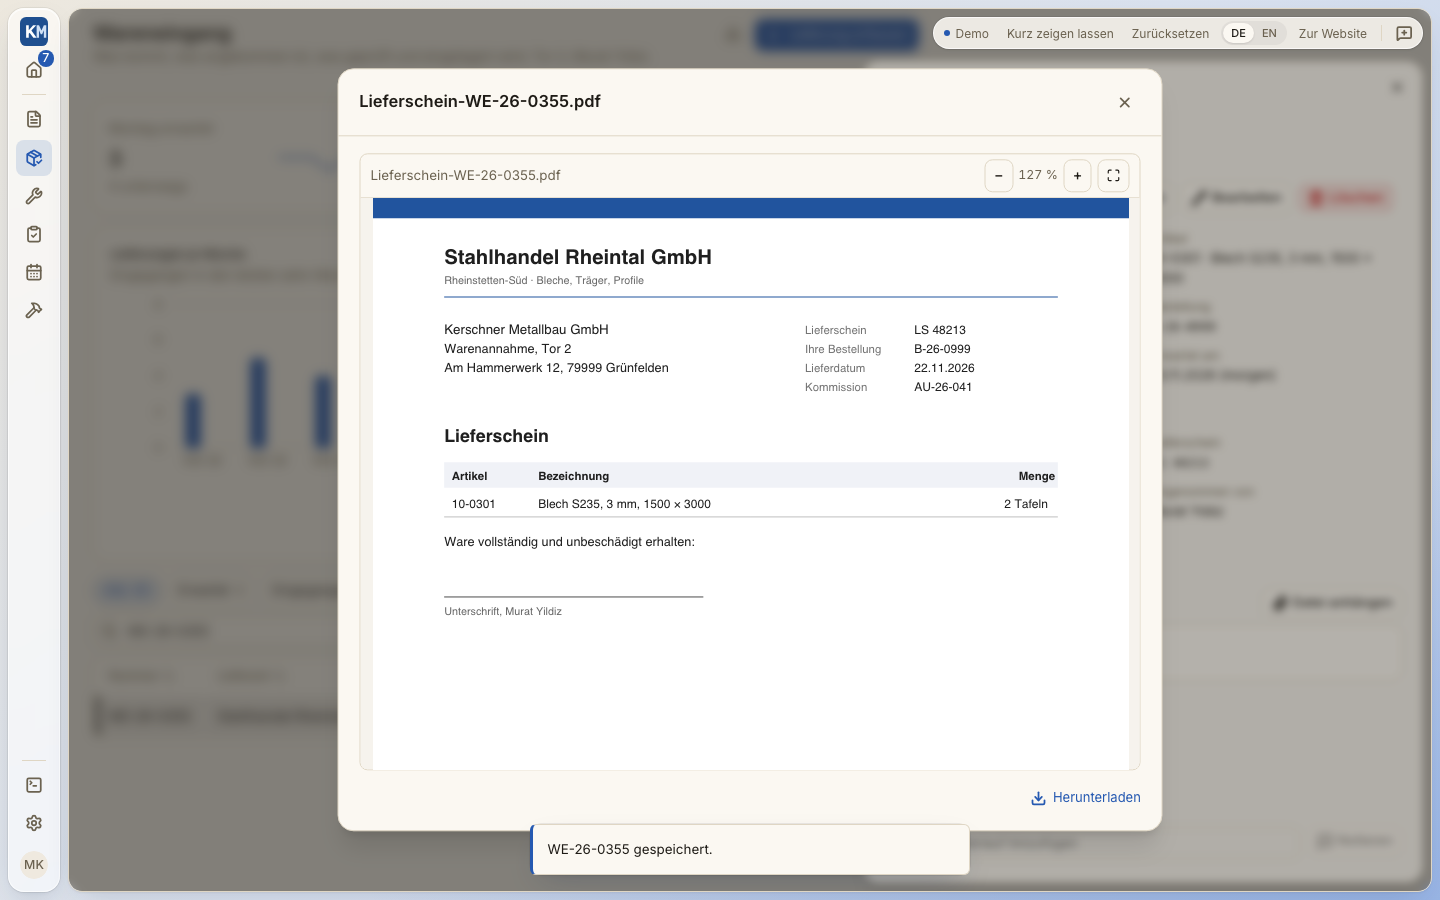 KM
7
Demo
Kurz zeigen lassen
Zurücksetzen
DE
EN
Zur Website
Lieferschein-WE-26-0355.pdf
Lieferschein-WE-26-0355.pdf
127 %
Stahlhandel Rheintal GmbH
Rheinstetten-Süd · Bleche, Träger, Profile
Kerschner Metallbau GmbH
Warenannahme, Tor 2
Am Hammerwerk 12, 79999 Grünfelden
Lieferschein LS 48213
Ihre Bestellung B-26-0999
Lieferdatum 22.11.2026
Kommission AU-26-041
Lieferschein
Artikel Bezeichnung Menge
10-0301 Blech S235, 3 mm, 1500 × 3000 2 Tafeln
Ware vollständig und unbeschädigt erhalten:
Unterschrift, Murat Yildiz
Herunterladen
WE-26-0355 gespeichert.
MK